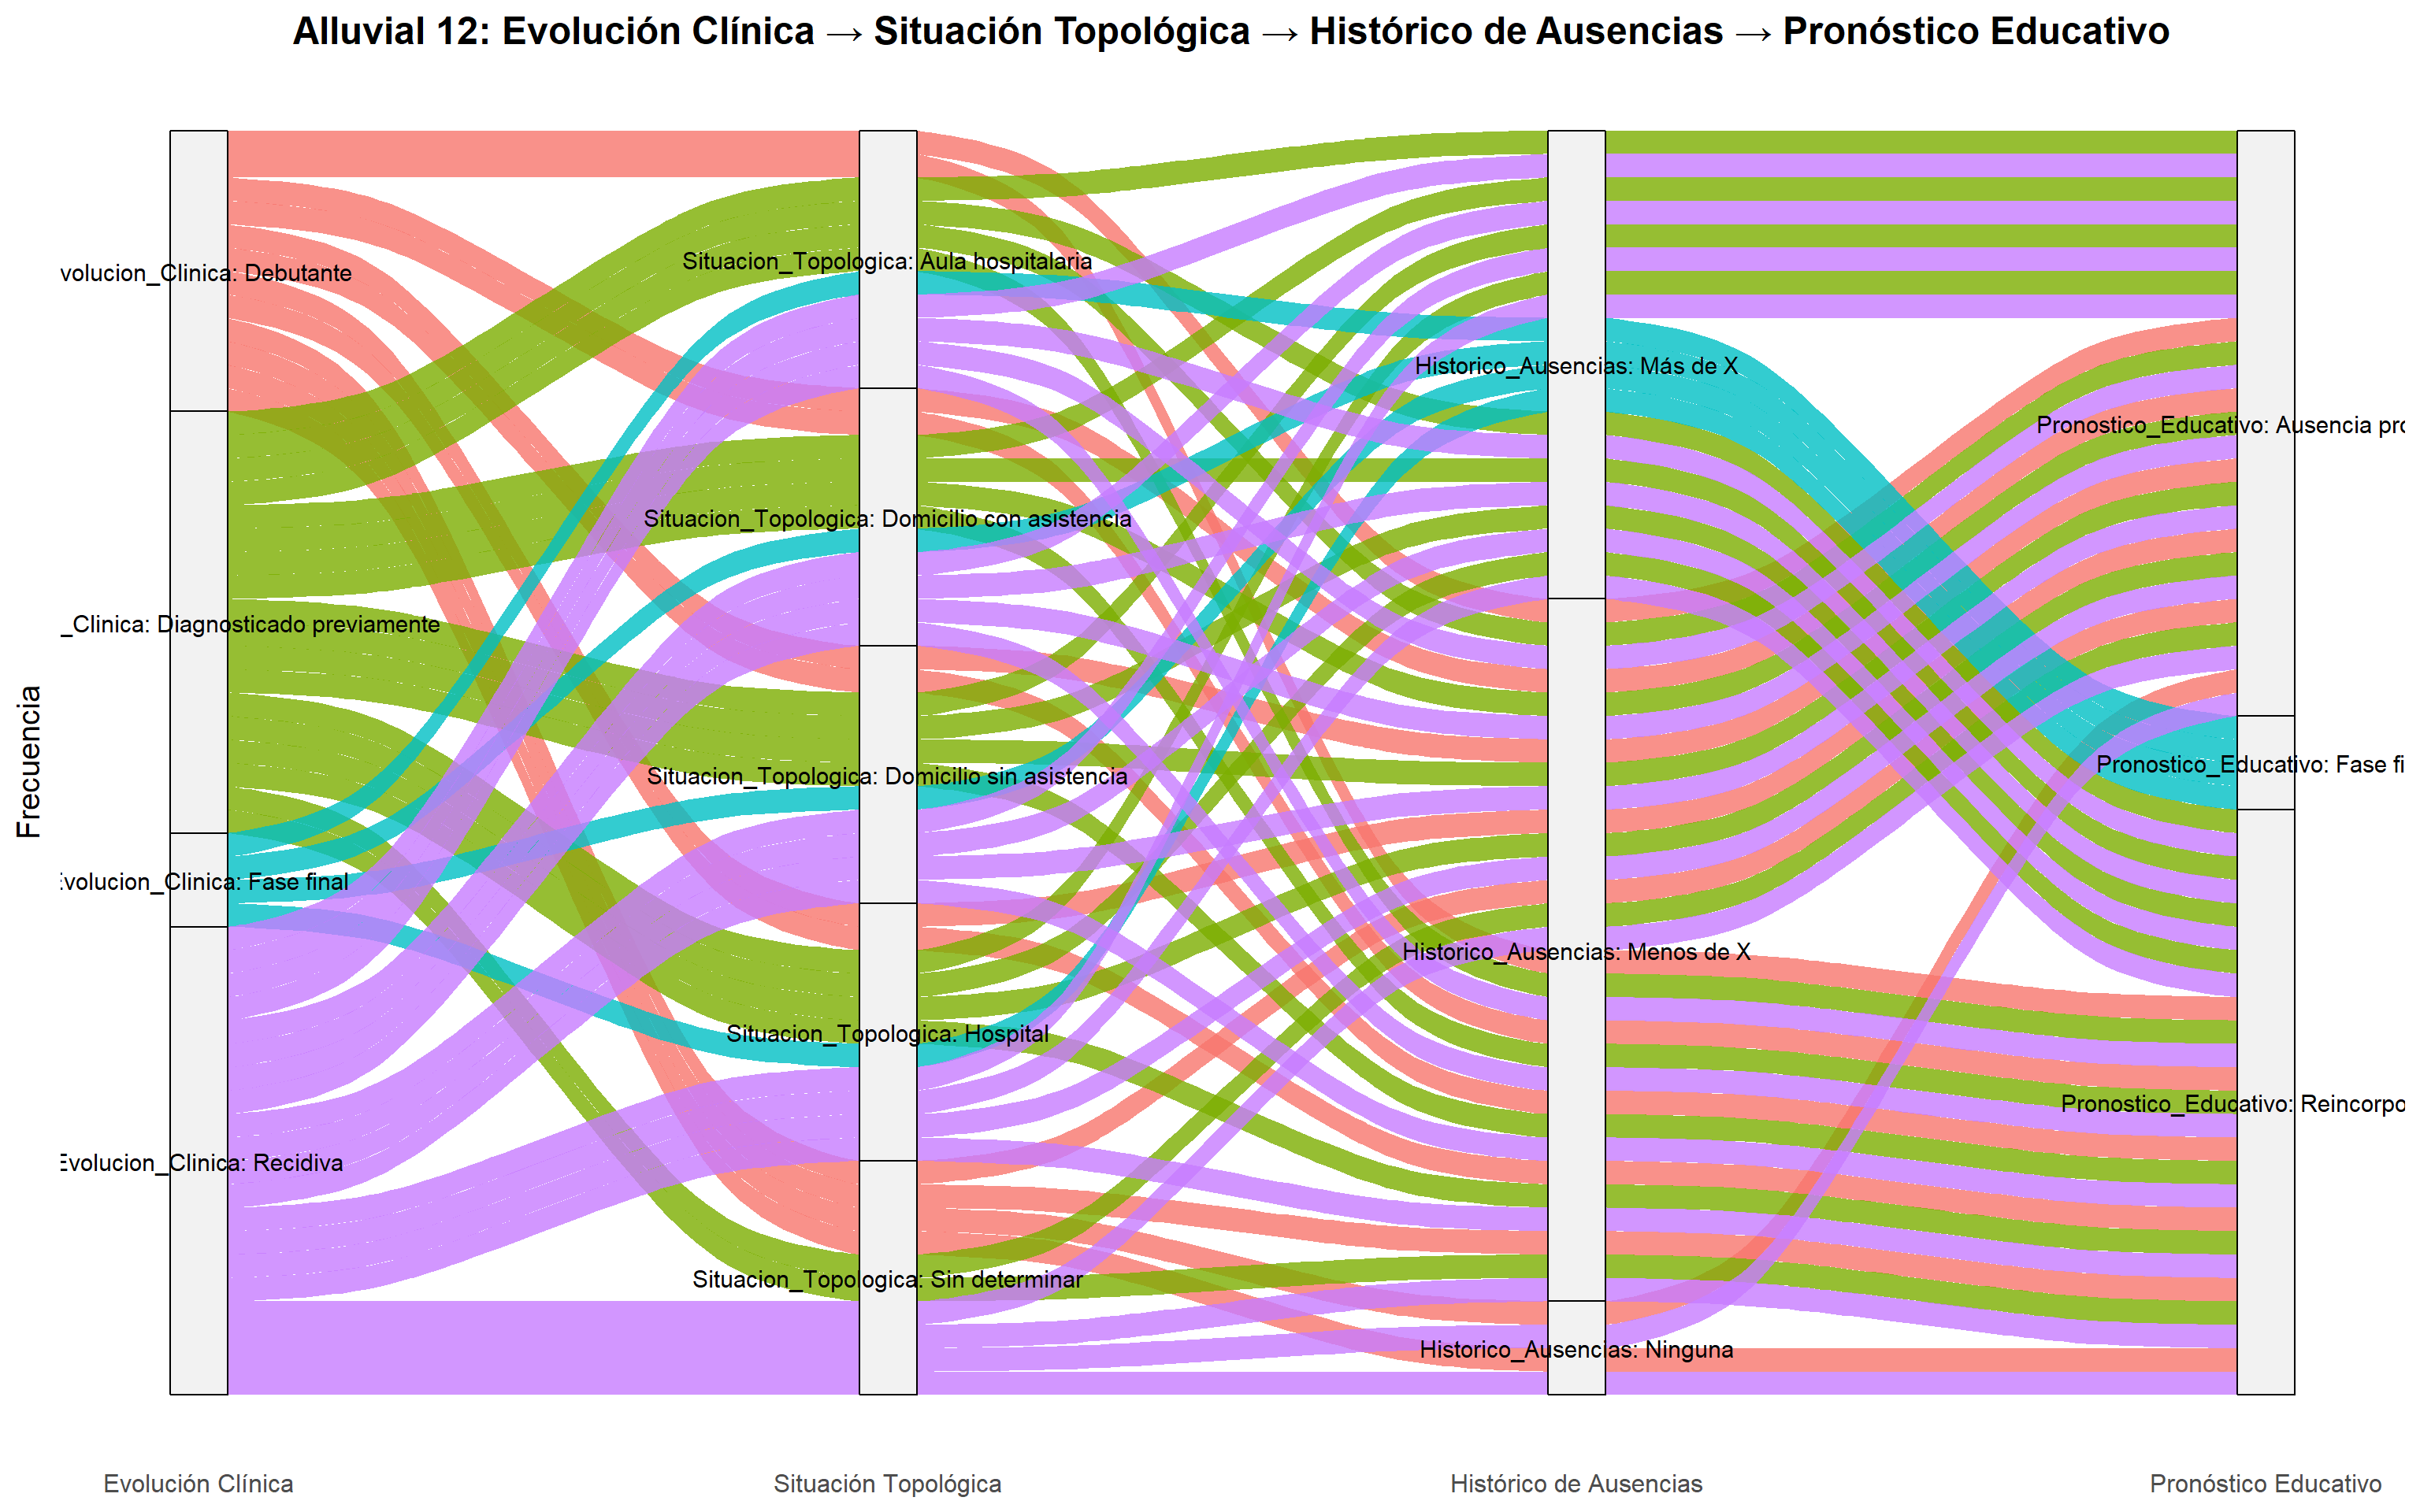 Alluvial 12: Evolución Clínica → Situación Topológica → Histórico de Ausencias → Pronóstico Educativo
Frecuencia
volucion_Clinica: Debutante
_Clinica: Diagnosticado previamente
Evolucion_Clinica: Fase final
Evolucion_Clinica: Recidiva
Situacion_Topologica: Aula hospitalaria
Situacion_Topologica: Domicilio con asistencia
Situacion_Topologica: Domicilio sin asistencia
Situacion_Topologica: Hospital
Situacion_Topologica: Sin determinar
Historico_Ausencias: Más de X
Historico_Ausencias: Menos de X
Historico_Ausencias: Ninguna
Pronostico_Educativo: Ausencia pro
Pronostico_Educativo: Fase fi
Pronostico_Educativo: Reincorpo
Evolución Clínica
Situación Topológica
Histórico de Ausencias
Pronóstico Educativo